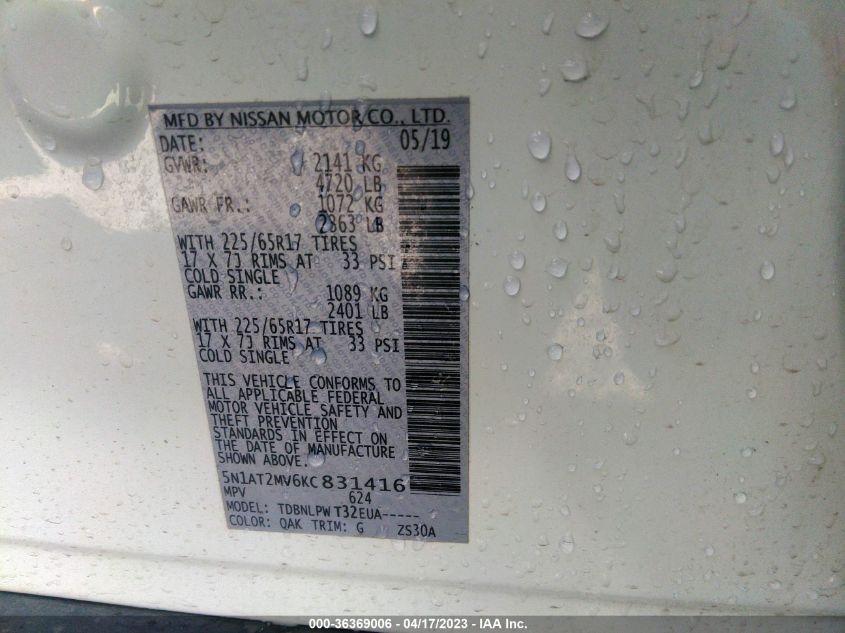 MFD BY NISSAN MOTOR CO., LTD.
DATE: 05/19
GVWR: 2141 KG
4720 LB
GAWR FR.: 1072 KG
2363 LB
WITH 225/65R17 TIRES
17 X 7J RIMS AT 33 PSI
COLD SINGLE
GAWR RR.: 1089 KG
2401 LB
WITH 225/65R17 TIRES
17 X 7J RIMS AT 33 PSI
COLD SINGLE
THIS VEHICLE CONFORMS TO
ALL APPLICABLE FEDERAL
MOTOR VEHICLE SAFETY AND
THEFT PREVENTION
STANDARDS IN EFFECT ON
THE DATE OF MANUFACTURE
SHOWN ABOVE.
5N1AT2MV6KC831416
MPV 624
MODEL: TDBNLPW T32EUA-----
COLOR: QAK TRIM: G ZS30A
000-36369006 - 04/17/2023 - IAA Inc.